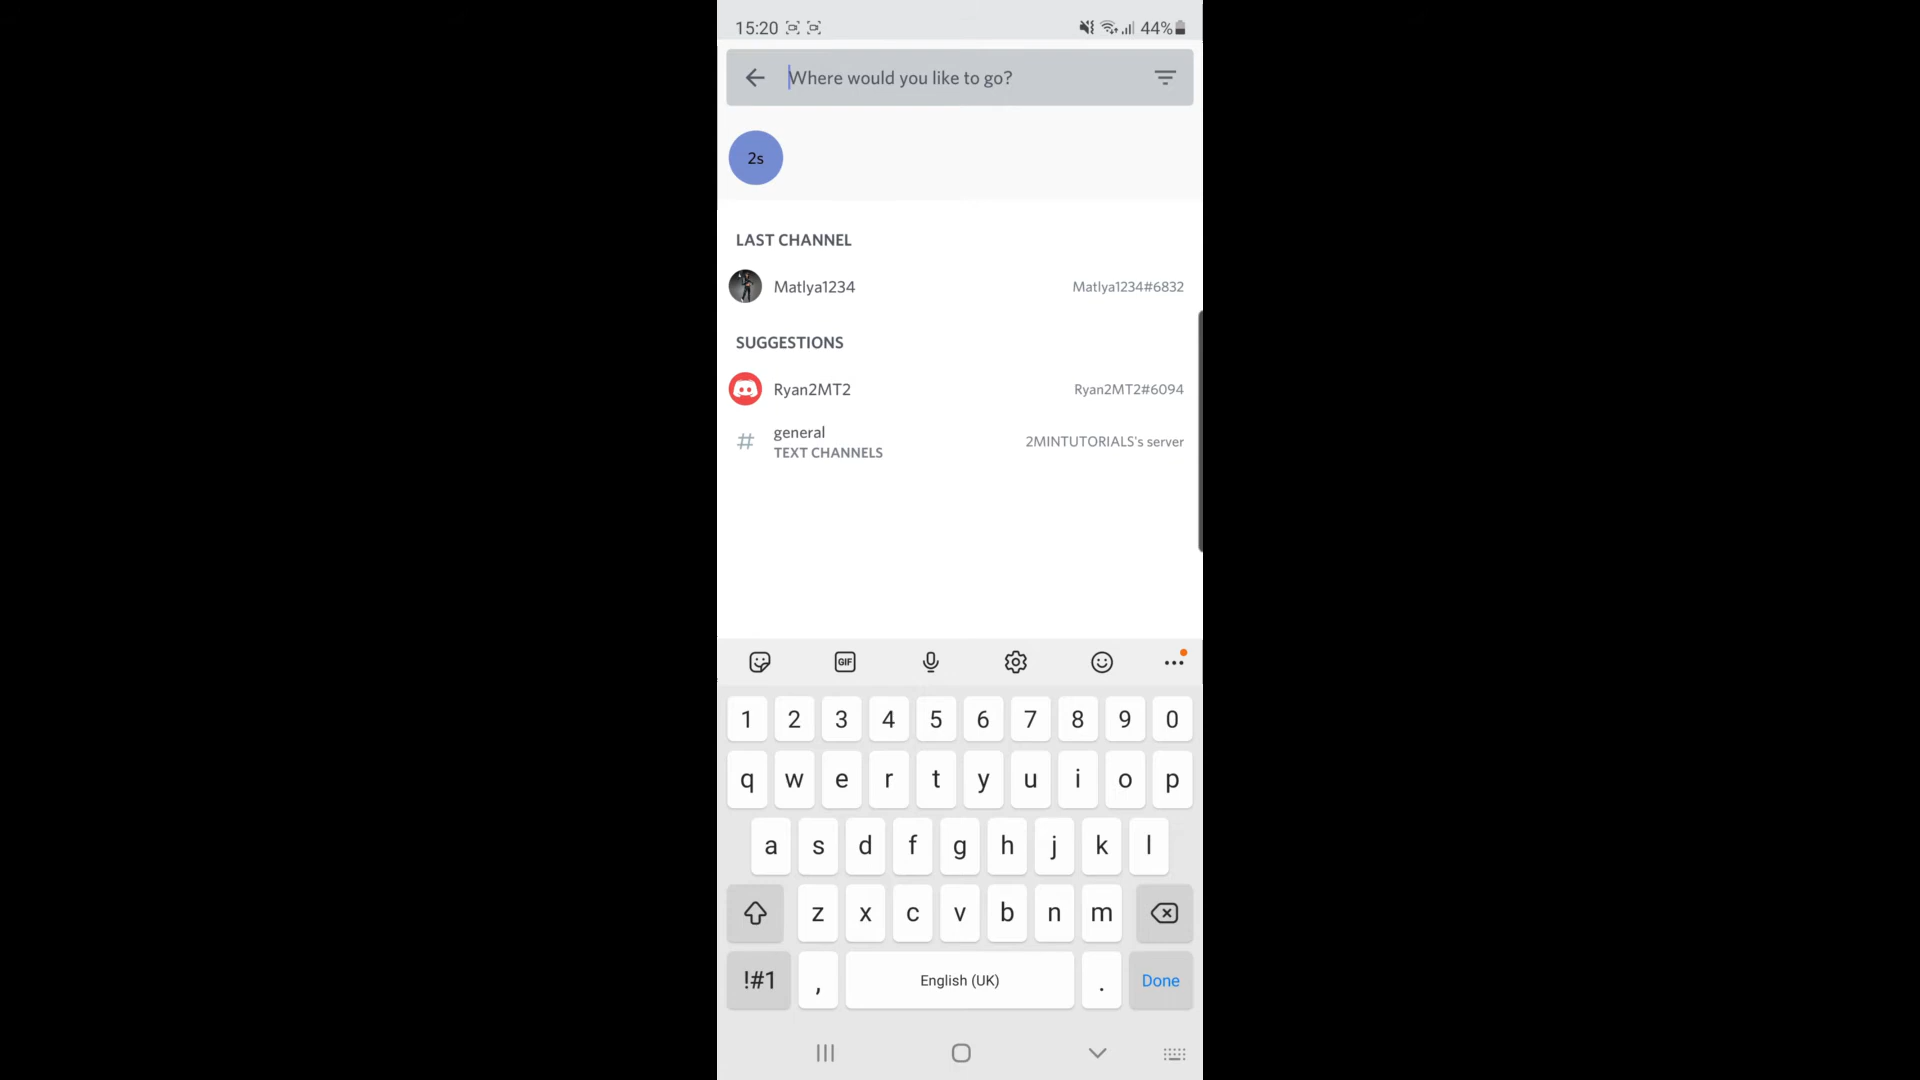 15:20 44%
Where would you like to go?
2s
LAST CHANNEL
Matlya1234 Matlya1234#6832
SUGGESTIONS
Ryan2MT2 Ryan2MT2#6094
general
TEXT CHANNELS 2MINTUTORIALS's server
GIF
1 2 3 4 5 6 7 8 9 0
q w e r t y u i o p
a s d f g h j k l
z x c v b n m
!#1 , English (UK) . Done